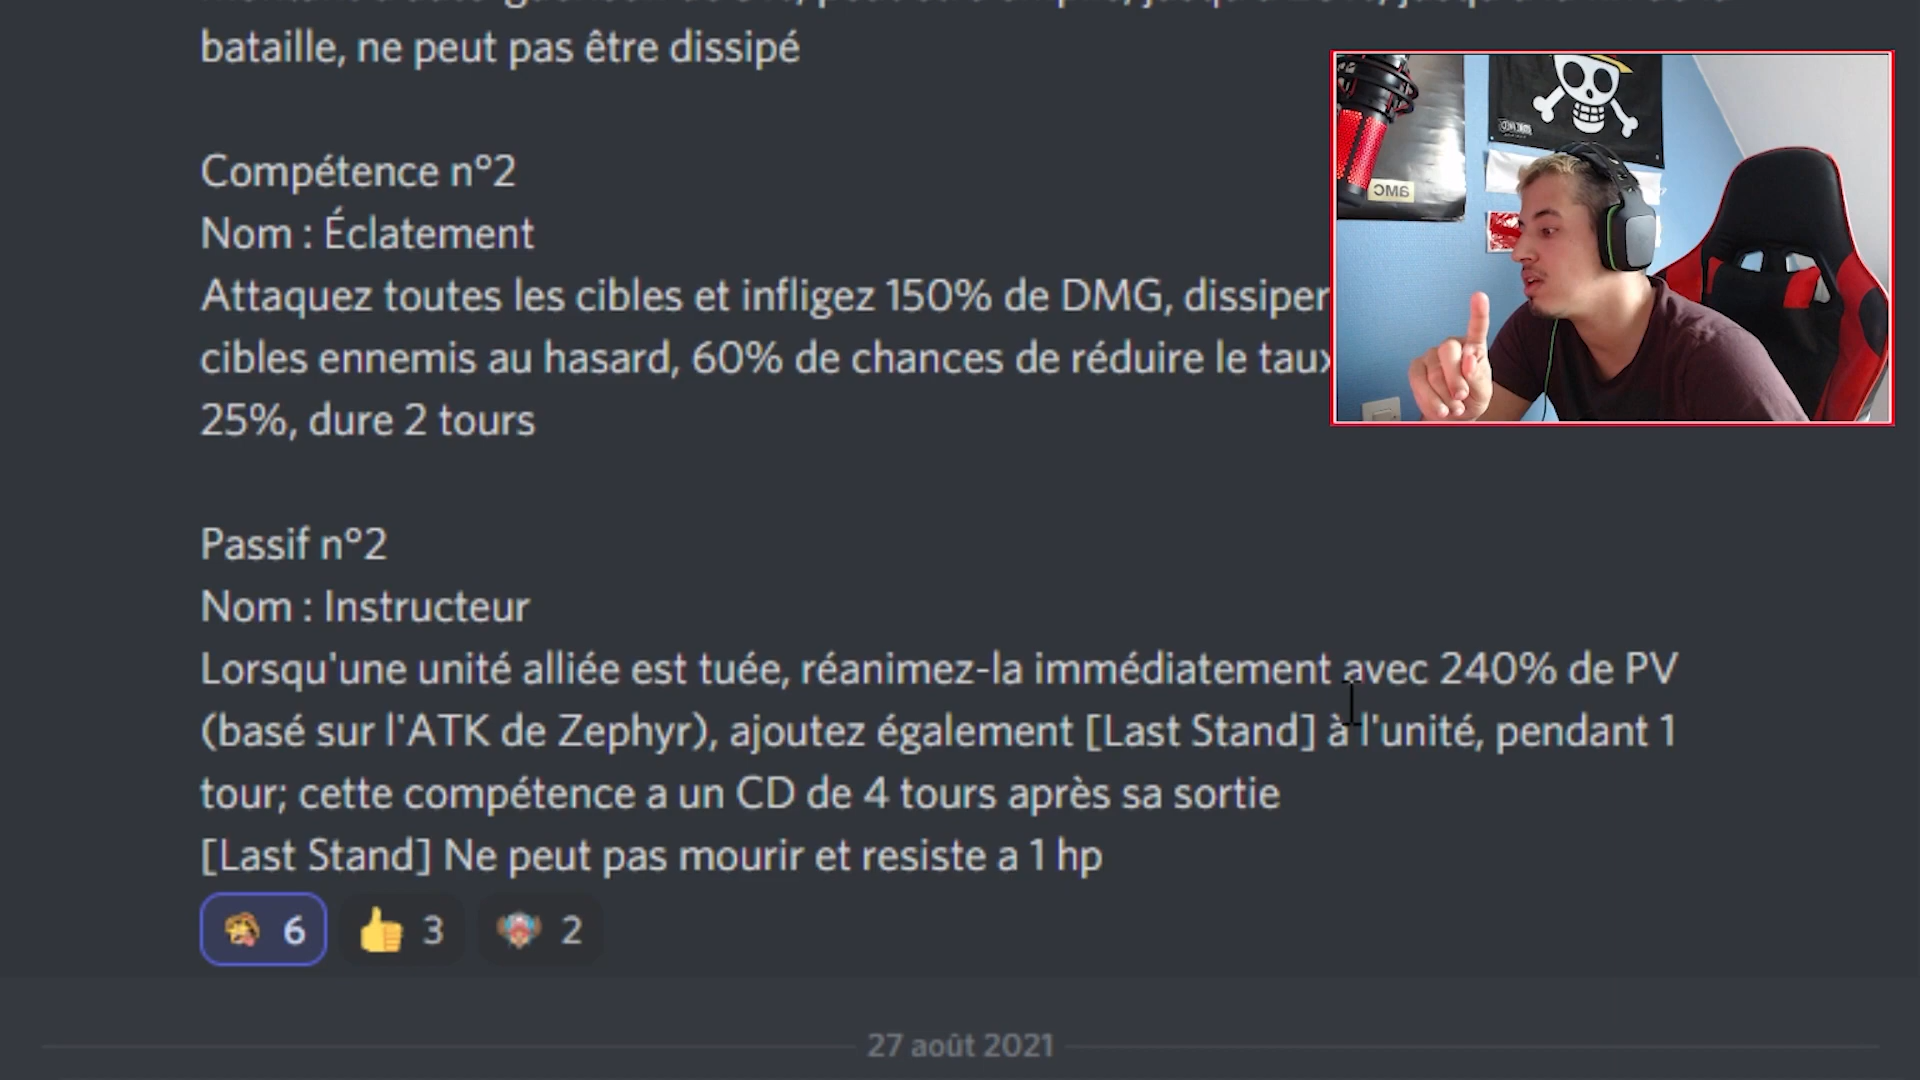 bataille, ne peut pas être dissipé
Compétence n°2
Nom : Éclatement
Attaquez toutes les cibles et infligez 150% de DMG, dissiper
cibles ennemis au hasard, 60% de chances de réduire le taux
25%, dure 2 tours
Passif n°2
Nom : Instructeur
Lorsqu'une unité alliée est tuée, réanimez-la immédiatement avec 240% de PV
(basé sur l'ATK de Zephyr), ajoutez également [Last Stand] à l'unité, pendant 1
tour; cette compétence a un CD de 4 tours après sa sortie
[Last Stand] Ne peut pas mourir et resiste a 1 hp
6 3 2
27 août 2021
amc